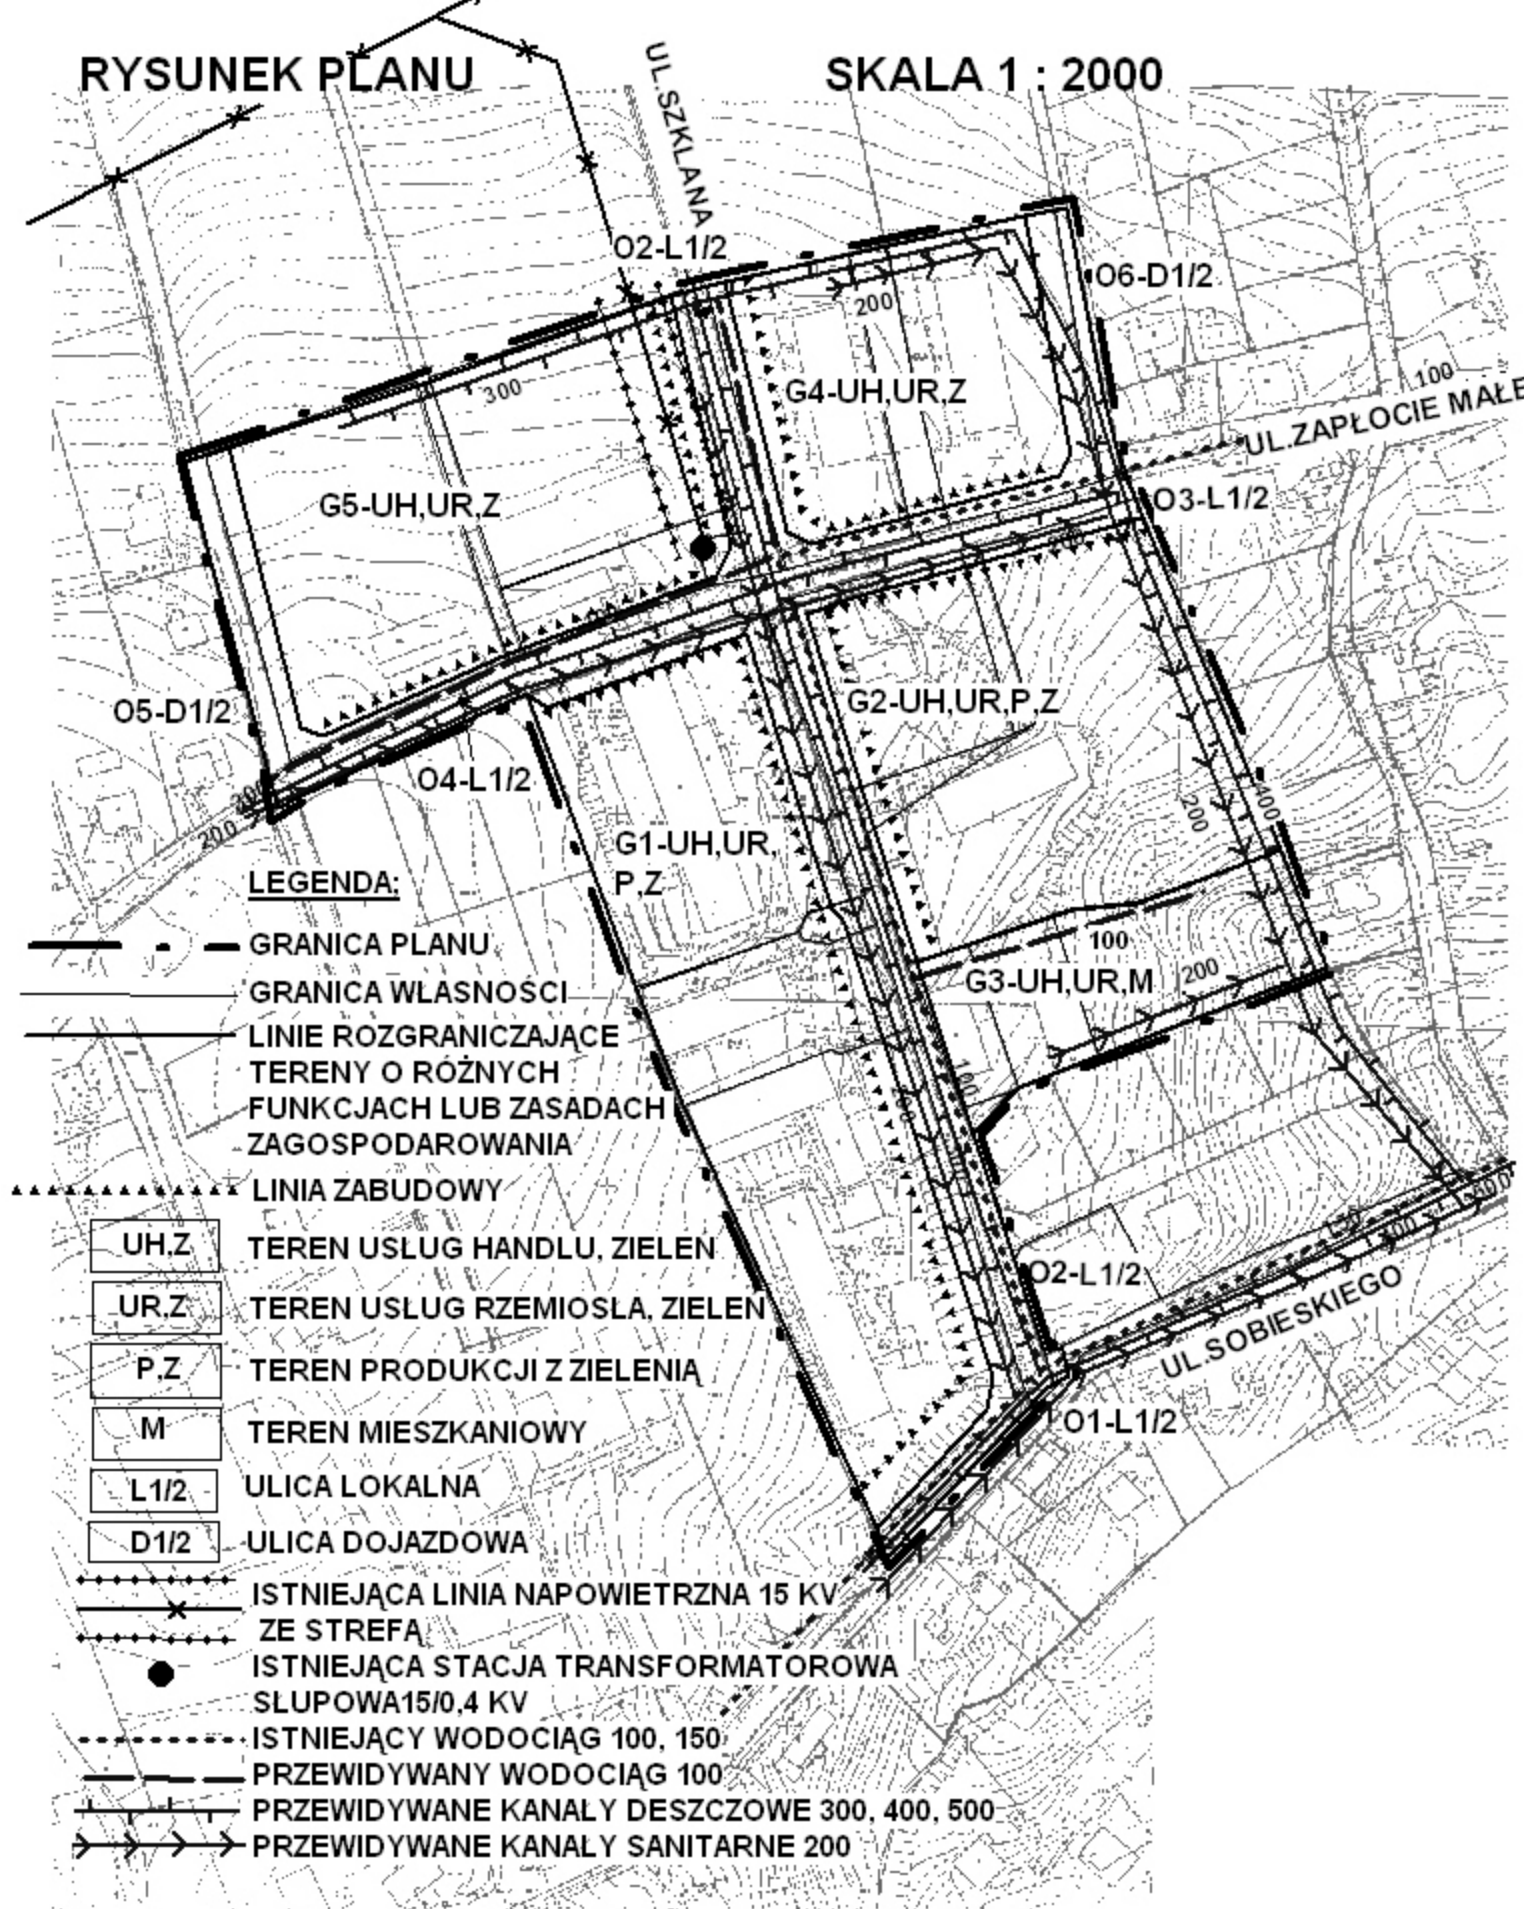 RYSUNEK PLANU
SKALA 1 : 2000
UL.SZKLANA
O2-L1/2
O6-D1/2
200
300
G4-UH,UR,Z
100
UL.ZAPŁOCIE MAŁE
G5-UH,UR,Z
O3-L1/2
G2-UH,UR,P,Z
O5-D1/2
O4-L1/2
300
200
200
400
G1-UH,UR,
P,Z
100
G3-UH,UR,M
200
100
O2-L1/2
500
UL.SOBIESKIEGO
O1-L1/2
LEGENDA:
GRANICA PLANU
GRANICA WŁASNOŚCI
LINIE ROZGRANICZAJĄCE
TERENY O RÓŻNYCH
FUNKCJACH LUB ZASADACH
ZAGOSPODAROWANIA
LINIA ZABUDOWY
UH,Z TEREN USŁUG HANDLU, ZIELEŃ
UR,Z TEREN USŁUG RZEMIOSŁA, ZIELEŃ
P,Z TEREN PRODUKCJI Z ZIELENIĄ
M TEREN MIESZKANIOWY
L1/2 ULICA LOKALNA
D1/2 ULICA DOJAZDOWA
ISTNIEJĄCA LINIA NAPOWIETRZNA 15 KV
ZE STREFĄ
ISTNIEJĄCA STACJA TRANSFORMATOROWA
SŁUPOWA15/0,4 KV
ISTNIEJĄCY WODOCIĄG 100, 150
PRZEWIDYWANY WODOCIĄG 100
PRZEWIDYWANE KANAŁY DESZCZOWE 300, 400, 500
PRZEWIDYWANE KANAŁY SANITARNE 200